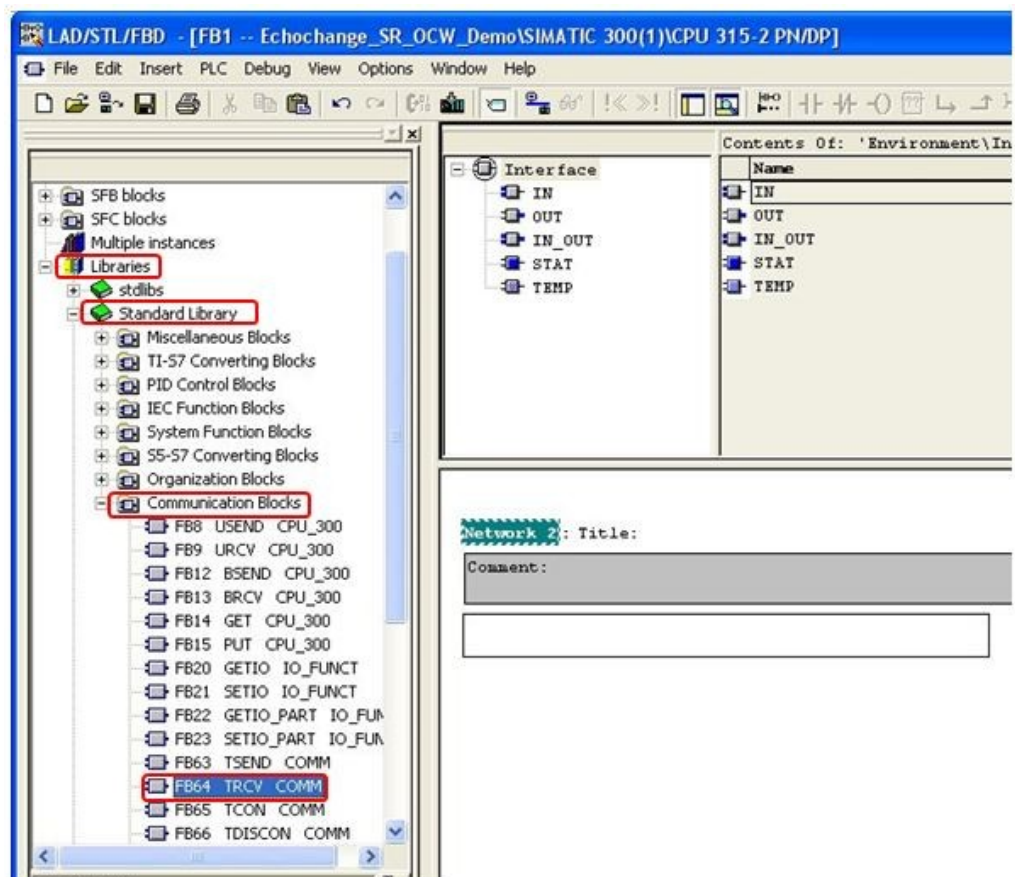 LAD/STL/FBD - [FB1 -- Echochange_SR_OCW_Demo\SIMATIC 300(1)\CPU 315-2 PN/DP]
File Edit Insert PLC Debug View Options Window Help
Contents Of: 'Environment\In
Interface
IN
OUT
IN_OUT
STAT
TEMP
Name
IN
OUT
IN_OUT
STAT
TEMP
SFB blocks
SFC blocks
Multiple instances
Libraries
stdlibs
Standard Library
Miscellaneous Blocks
TI-S7 Converting Blocks
PID Control Blocks
IEC Function Blocks
System Function Blocks
S5-S7 Converting Blocks
Organization Blocks
Communication Blocks
FB8 USEND CPU_300
FB9 URCV CPU_300
FB12 BSEND CPU_300
FB13 BRCV CPU_300
FB14 GET CPU_300
FB15 PUT CPU_300
FB20 GETIO IO_FUNCT
FB21 SETIO IO_FUNCT
FB22 GETIO_PART IO_FUN
FB23 SETIO_PART IO_FUN
FB63 TSEND COMM
FB64 TRCV COMM
FB65 TCON COMM
FB66 TDISCON COMM
Network 2: Title:
Comment: